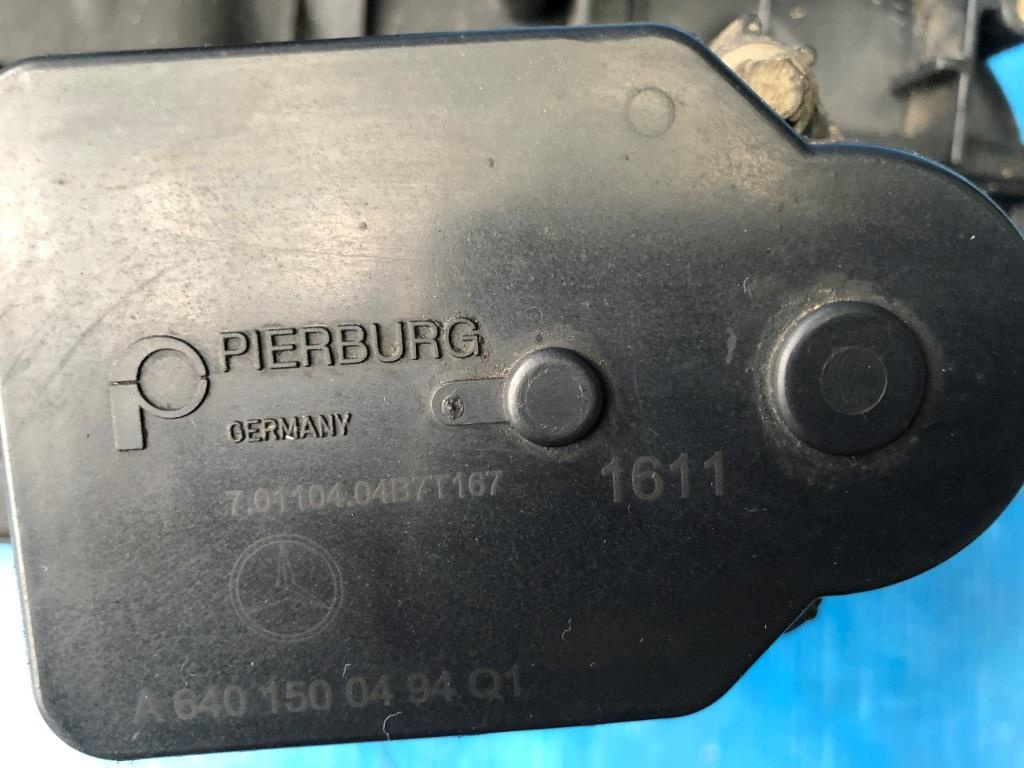 PIERBURG
GERMANY
7.01104.04B7T167
1611
A 640 150 04 94 Q1